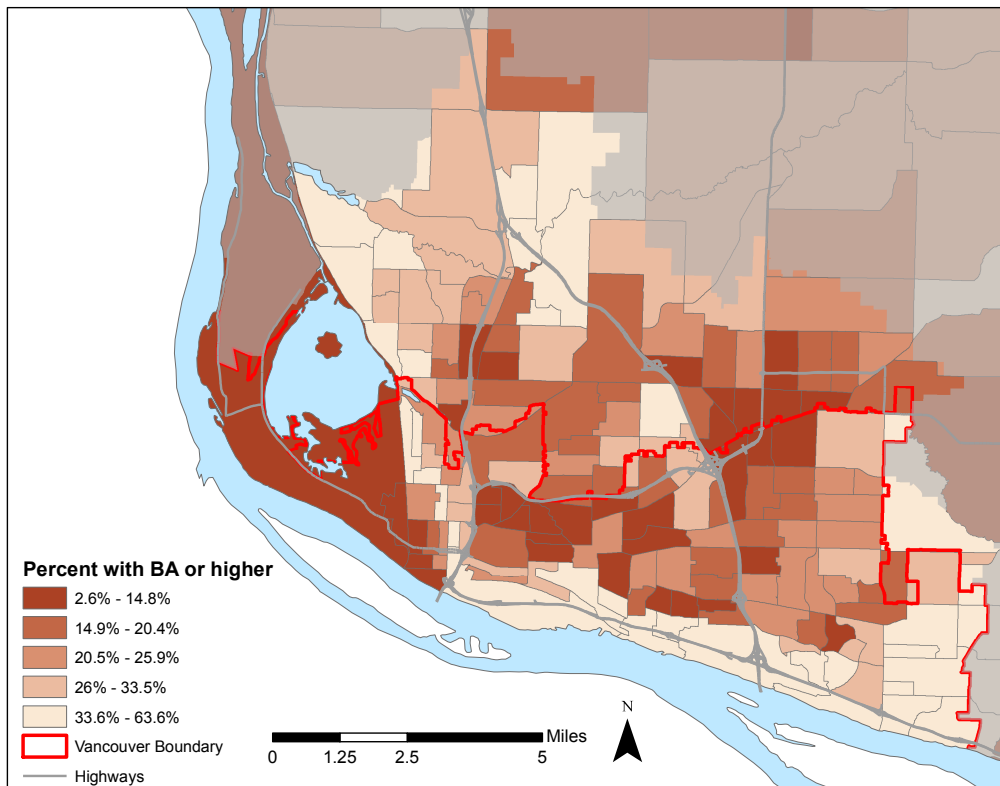 Percent with BA or higher
2.6% - 14.8%
14.9% - 20.4%
20.5% - 25.9%
26% - 33.5%
33.6% - 63.6%
Vancouver Boundary
Highways
0 1.25 2.5 5
Miles
N